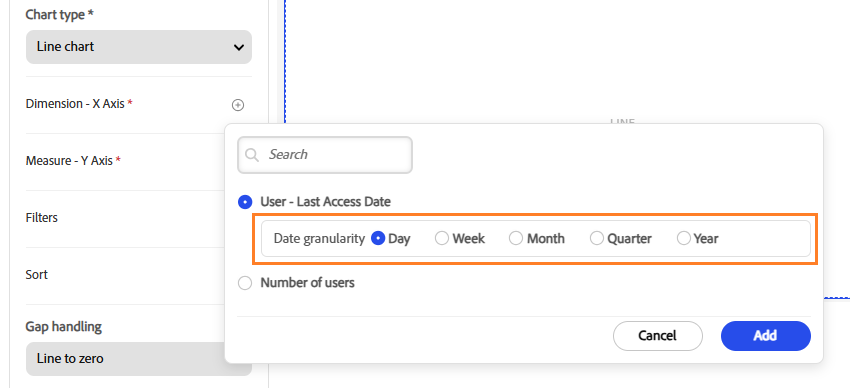 Chart type *
Line chart
Dimension - X Axis *
LINE
Measure - Y Axis *
Search
User - Last Access Date
Filters
Date granularity Day Week Month Quarter Year
Sort
Number of users
Gap handling
Cancel Add
Line to zero